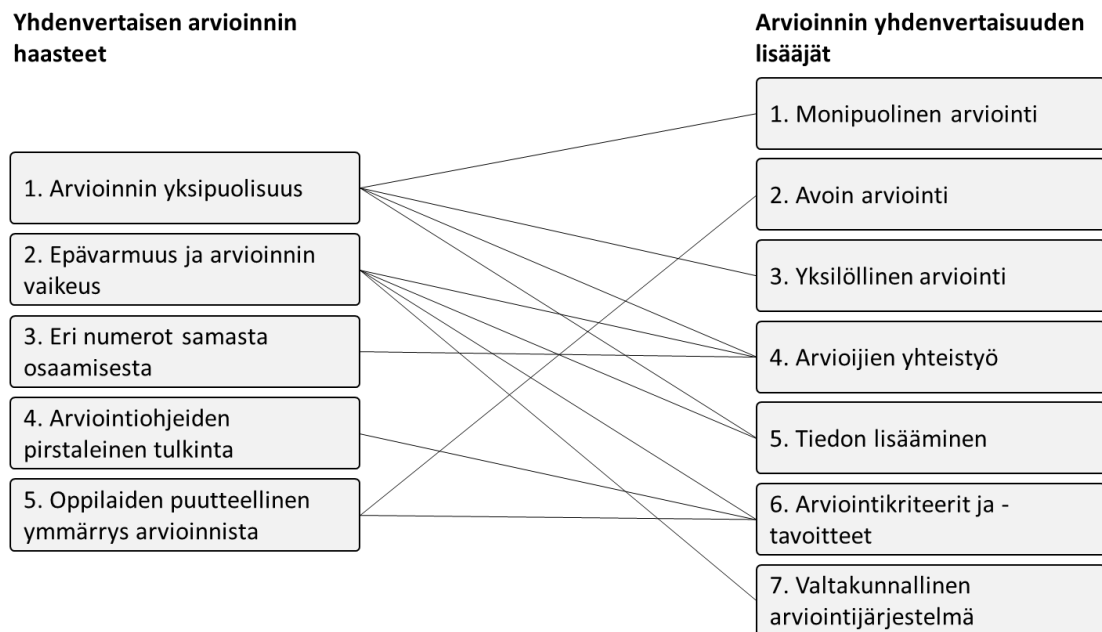 Yhdenvertaisen arvioinnin
haasteet
1. Arvioinnin yksipuolisuus
2. Epävarmuus ja arvioinnin
vaikeus
3. Eri numerot samasta
osaamisesta
4. Arviointiohjeiden
pirstaleinen tulkinta
5. Oppilaiden puutteellinen
ymmärrys arvioinnista
Arvioinnin yhdenvertaisuuden
lisääjät
1. Monipuolinen arviointi
2. Avoin arviointi
3. Yksilöllinen arviointi
4. Arvioijien yhteistyö
5. Tiedon lisääminen
6. Arviointikriteerit ja -
tavoitteet
7. Valtakunnallinen
arviointijärjestelmä